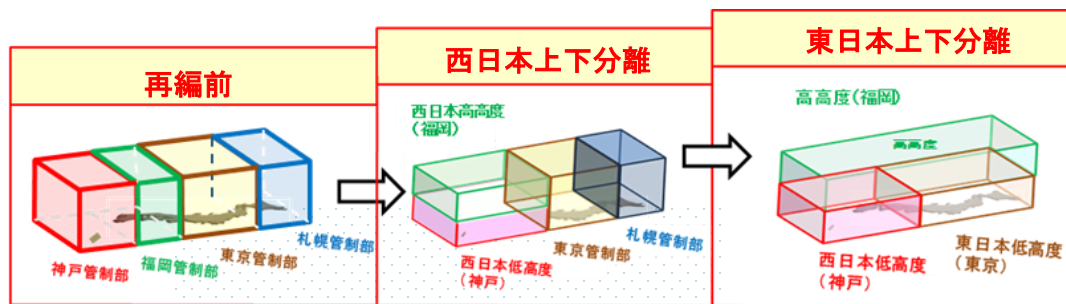 再編前
神戸管制部
福岡管制部
東京管制部
札幌管制部
西日本上下分離
西日本高高度
(福岡)
西日本低高度
(神戸)
東京管制部
札幌管制部
東日本上下分離
高高度(福岡)
高高度
西日本低高度
(神戸)
東日本低高度
(東京)